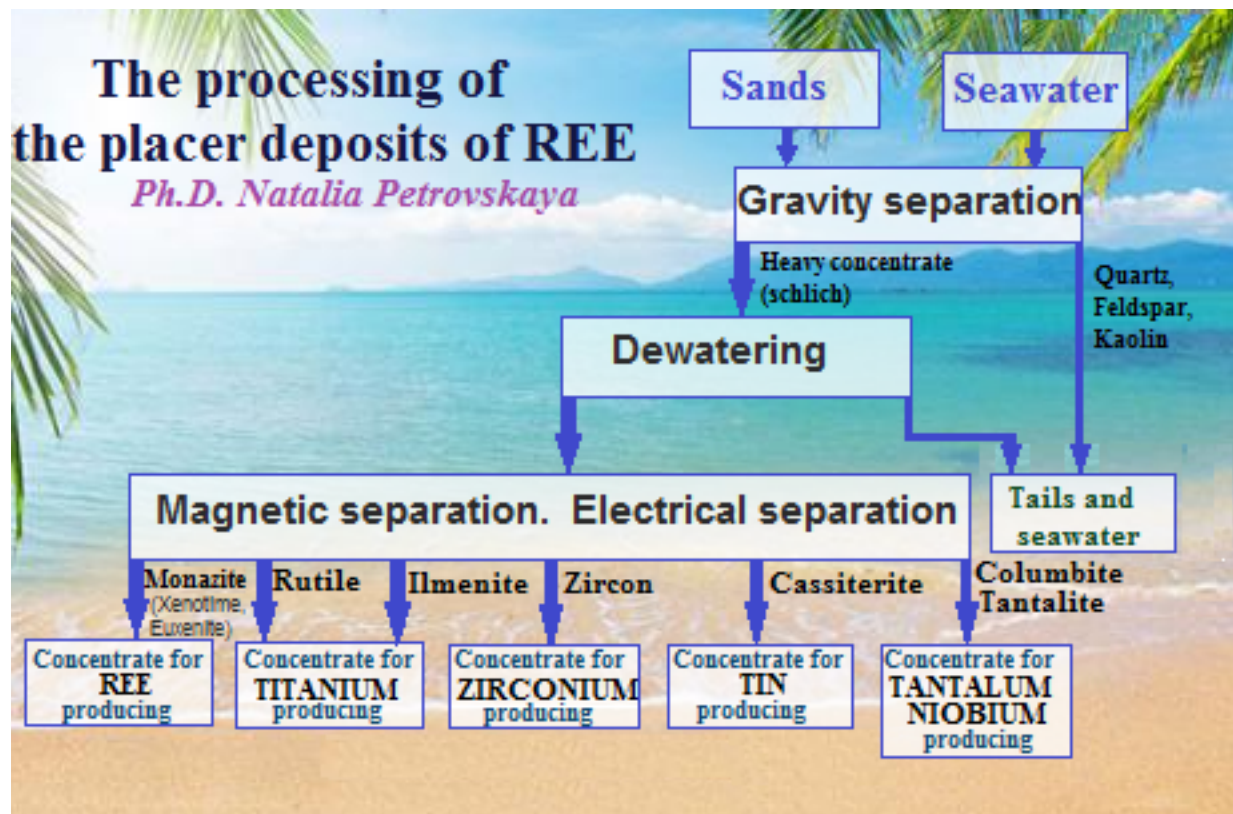 The processing of
the placer deposits of REE
Ph.D. Natalia Petrovskaya
Sands
Seawater
Gravity separation
Heavy concentrate
(schlich)
Quartz,
Feldspar,
Kaolin
Dewatering
Magnetic separation. Electrical separation
Tails and
seawater
Monazite
(Xenotime,
Euxenite)
Rutile
Ilmenite
Zircon
Cassiterite
Columbite
Tantalite
Concentrate for
REE
producing
Concentrate for
TITANIUM
producing
Concentrate for
ZIRCONIUM
producing
Concentrate for
TIN
producing
Concentrate for
TANTALUM
NIOBIUM
producing